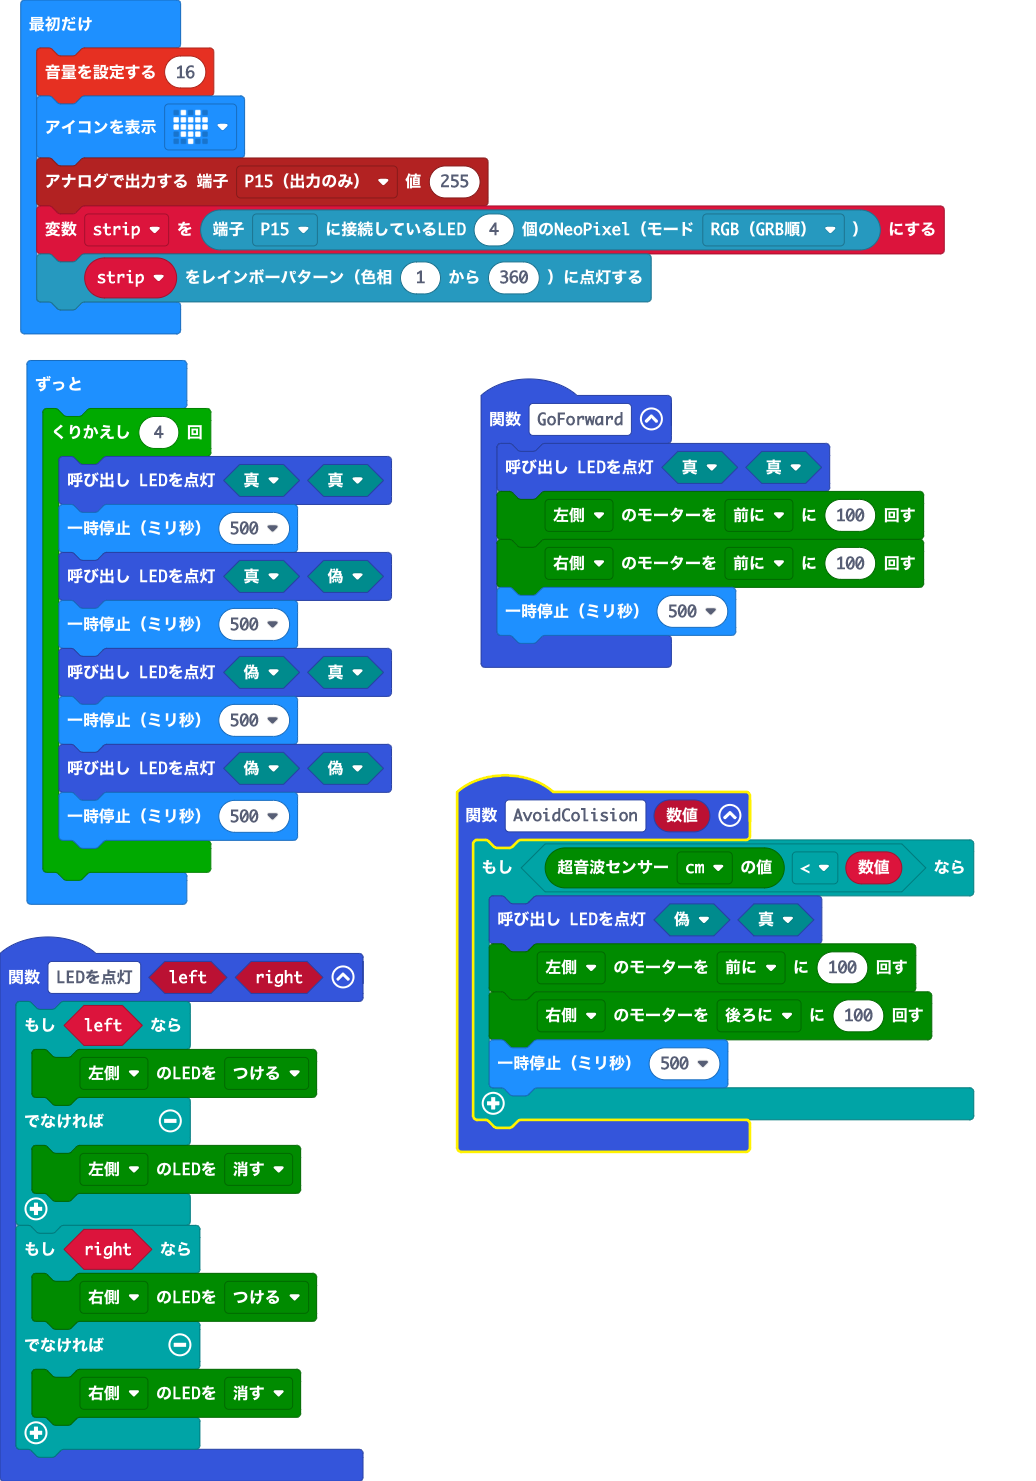 最初だけ
音量を設定する 16
アイコンを表示
アナログで出力する 端子 P15（出力のみ） 値 255
変数 strip を 端子 P15 に接続しているLED 4 個のNeoPixel（モード RGB（GRB順） ） にする
strip をレインボーパターン（色相 1 から 360 ）に点灯する
ずっと
くりかえし 4 回
呼び出し LEDを点灯 真 真
一時停止（ミリ秒） 500
呼び出し LEDを点灯 真 偽
一時停止（ミリ秒） 500
呼び出し LEDを点灯 偽 真
一時停止（ミリ秒） 500
呼び出し LEDを点灯 偽 偽
一時停止（ミリ秒） 500
関数 GoForward
呼び出し LEDを点灯 真 真
左側 のモーターを 前に に 100 回す
右側 のモーターを 前に に 100 回す
一時停止（ミリ秒） 500
関数 AvoidColision 数値
もし 超音波センサー cm の値 < 数値 なら
呼び出し LEDを点灯 偽 真
左側 のモーターを 前に に 100 回す
右側 のモーターを 後ろに に 100 回す
一時停止（ミリ秒） 500
関数 LEDを点灯 left right
もし left なら
左側 のLEDを つける
でなければ
左側 のLEDを 消す
もし right なら
右側 のLEDを つける
でなければ
右側 のLEDを 消す